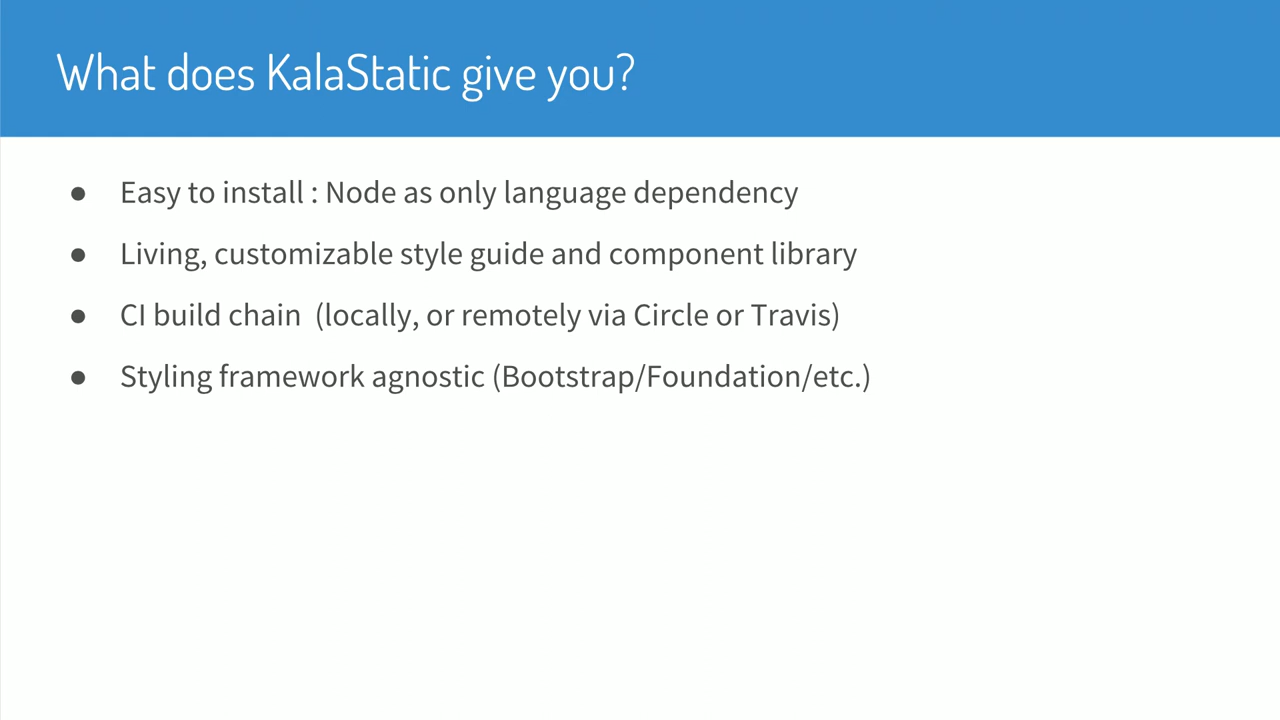 What does KalaStatic give you?
● Easy to install : Node as only language dependency
● Living, customizable style guide and component library
● CI build chain  (locally, or remotely via Circle or Travis)
● Styling framework agnostic (Bootstrap/Foundation/etc.)